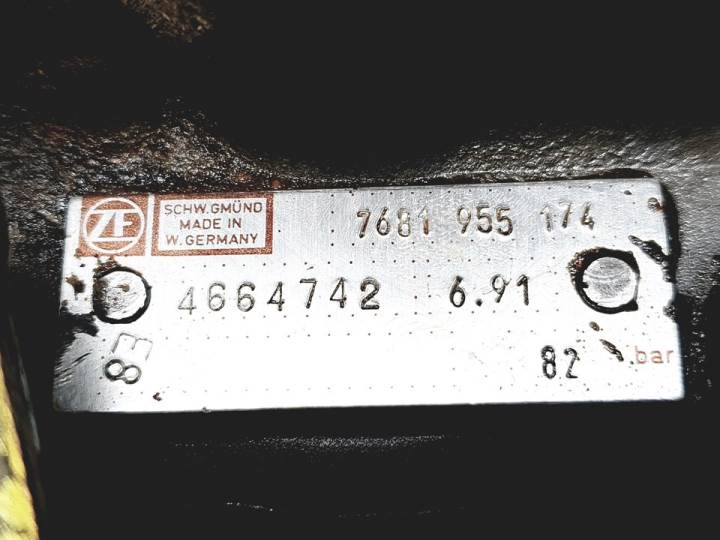 ZF
SCHW.GMÜND
MADE IN
W.GERMANY
7681 955 174
4664742 6.91
83
82 bar